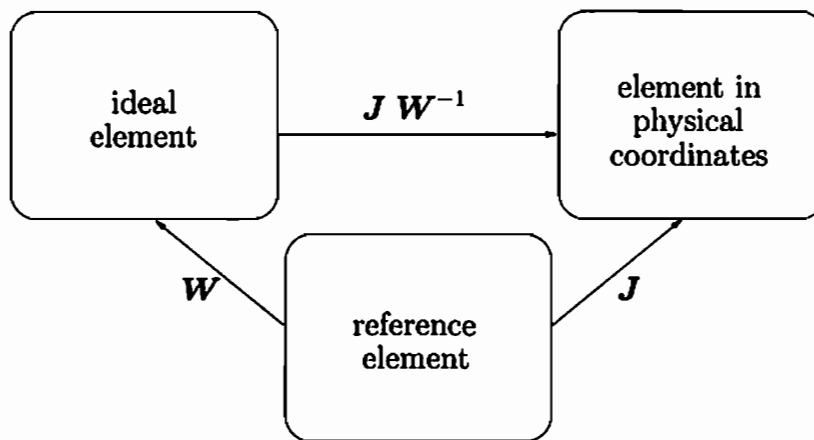 ideal
element
J W⁻¹
element in
physical
coordinates
W
J
reference
element